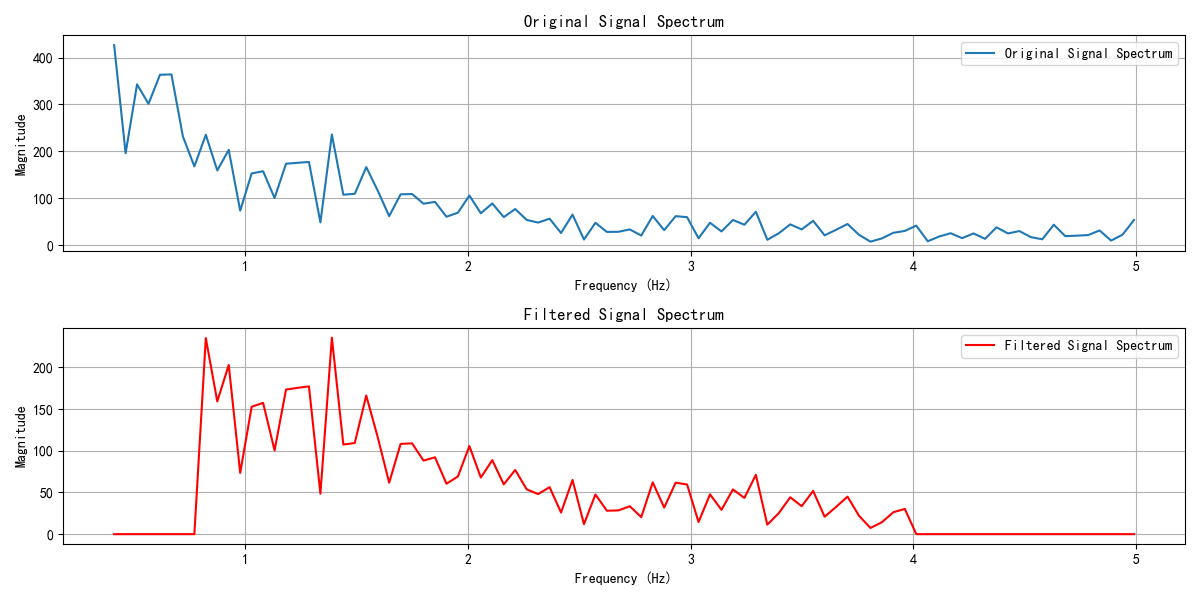 Original Signal Spectrum
Original Signal Spectrum
400
300
200
100
0
Magnitude
1 2 3 4 5
Frequency (Hz)
Filtered Signal Spectrum
Filtered Signal Spectrum
200
150
100
50
0
Magnitude
1 2 3 4 5
Frequency (Hz)